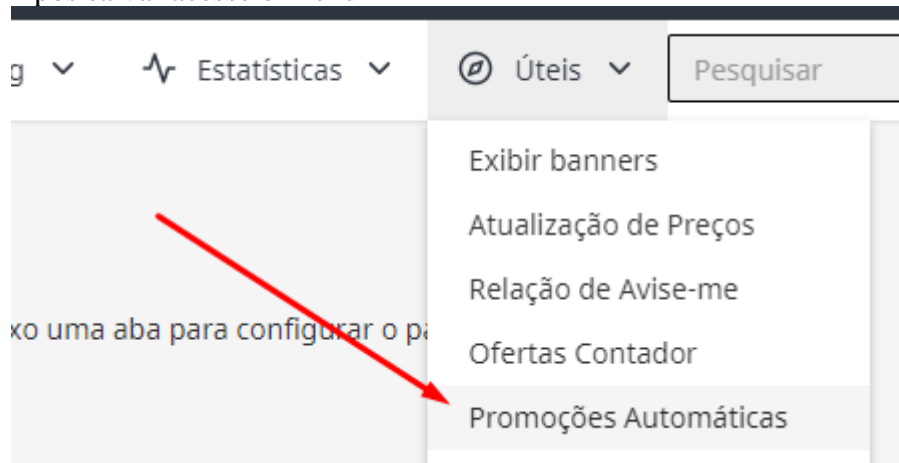 Estatísticas Úteis Pesquisar
Exibir banners
Atualização de Preços
Relação de Avise-me
xo uma aba para configurar o pa
Ofertas Contador
Promoções Automáticas